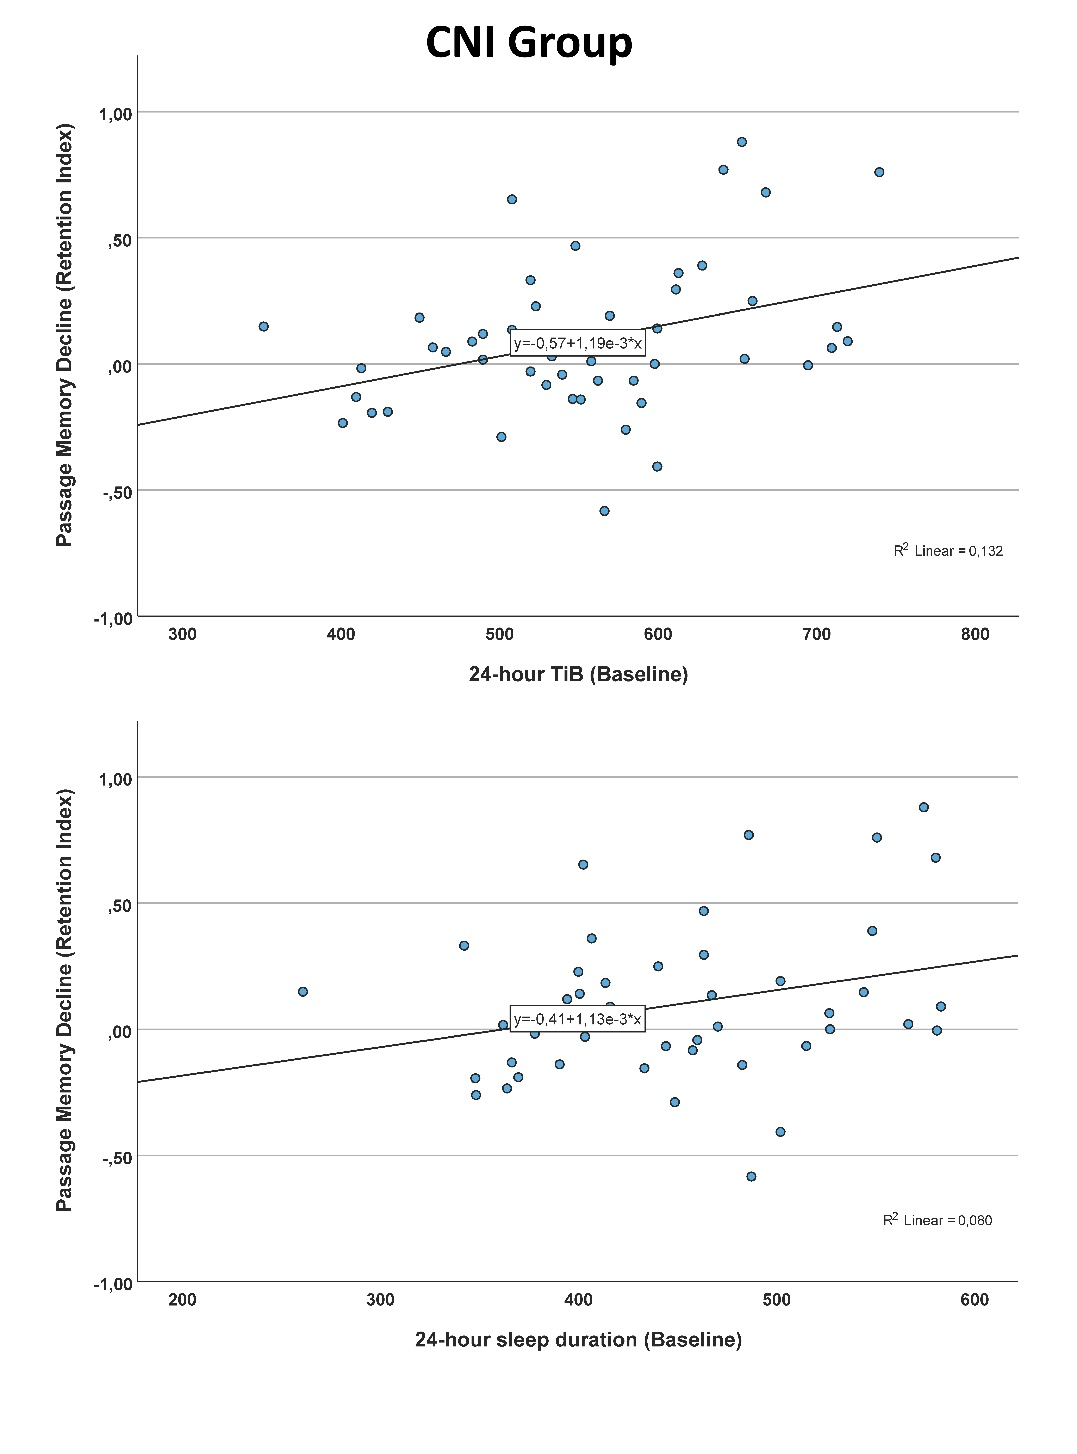 CNI Group
Passage Memory Decline (Retention Index)
1,00
,50
,00
-,50
-1,00
y=-0,57+1,19e-3*x
R2 Linear = 0,132
300 400 500 600 700 800
24-hour TiB (Baseline)
Passage Memory Decline (Retention Index)
1,00
,50
,00
-,50
-1,00
y=-0,41+1,13e-3*x
R2 Linear = 0,080
200 300 400 500 600
24-hour sleep duration (Baseline)